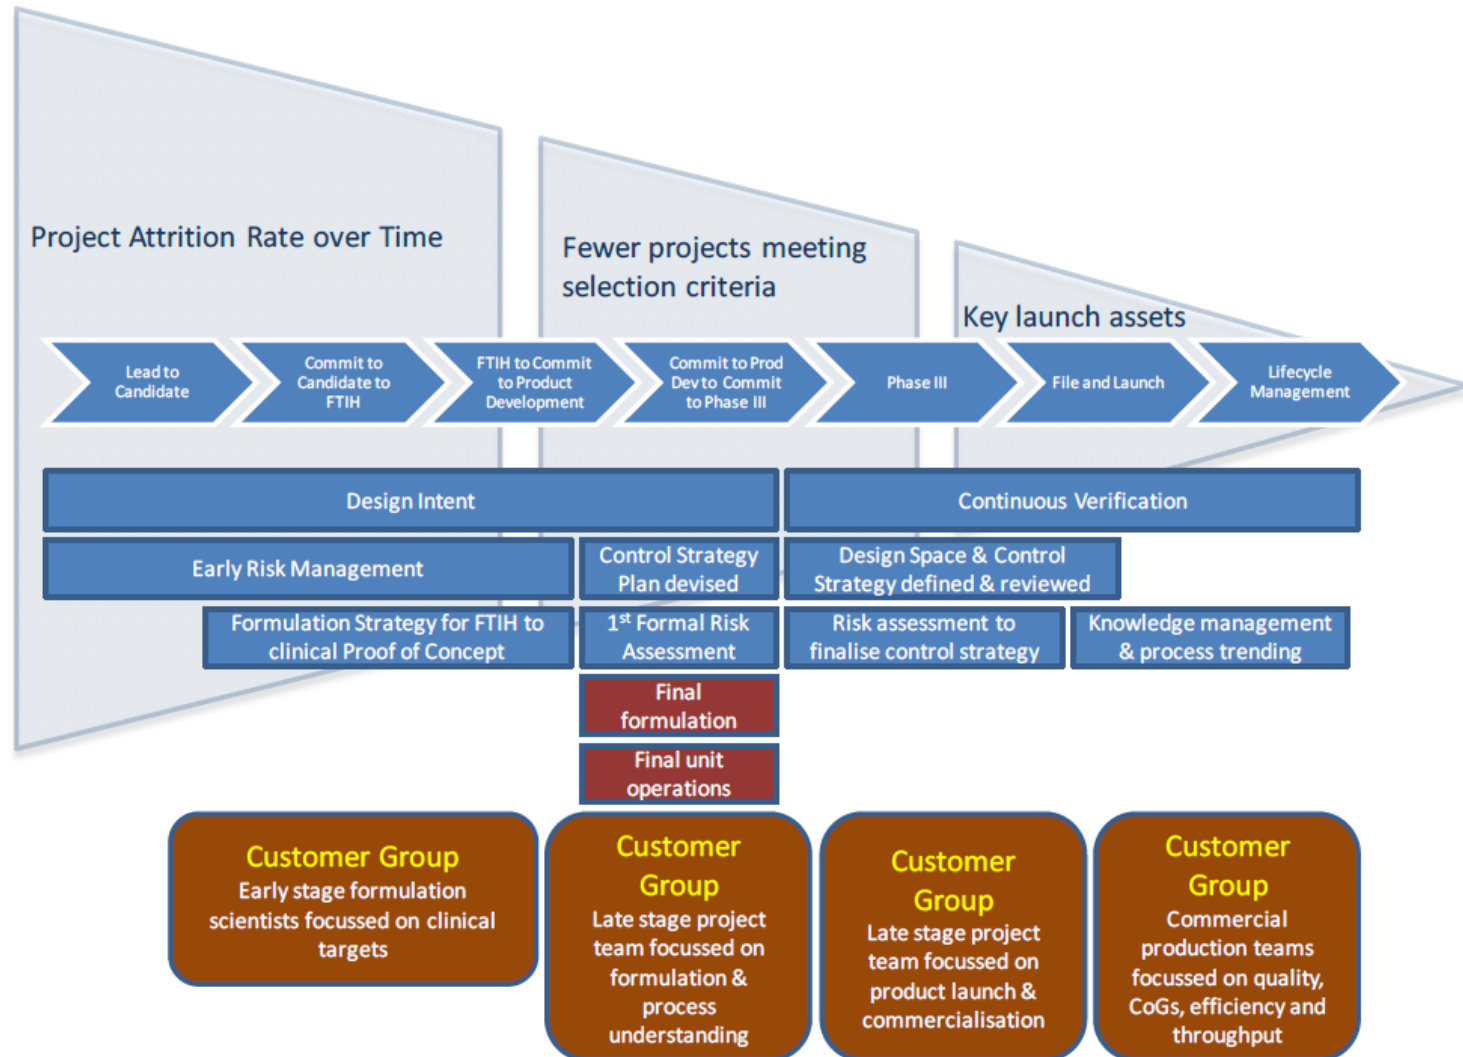 Project Attrition Rate over Time
Fewer projects meeting
selection criteria
Key launch assets
Lead to
Candidate
Commit to
Candidate to
FTIH
FTIH to Commit
to Product
Development
Commit to Prod
Dev to Commit
to Phase III
Phase III
File and Launch
Lifecycle
Management
Design Intent
Continuous Verification
Early Risk Management
Control Strategy
Plan devised
Design Space & Control
Strategy defined & reviewed
Formulation Strategy for FTIH to
clinical Proof of Concept
1st Formal Risk
Assessment
Risk assessment to
finalise control strategy
Knowledge management
& process trending
Final
formulation
Final unit
operations
Customer Group
Early stage formulation
scientists focussed on clinical
targets
Customer
Group
Late stage project
team focussed on
formulation &
process
understanding
Customer
Group
Late stage project
team focussed on
product launch &
commercialisation
Customer
Group
Commercial
production teams
focussed on quality,
CoGs, efficiency and
throughput